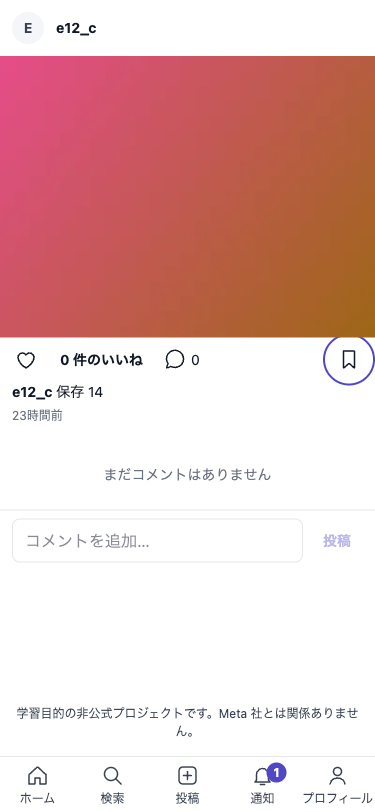 E e12_c
0 件のいいね 0
e12_c 保存 14
23時間前
まだコメントはありません
コメントを追加... 投稿
学習目的の非公式プロジェクトです。Meta 社とは関係ありませ
ん。
1
ホーム 検索 投稿 通知 プロフィール